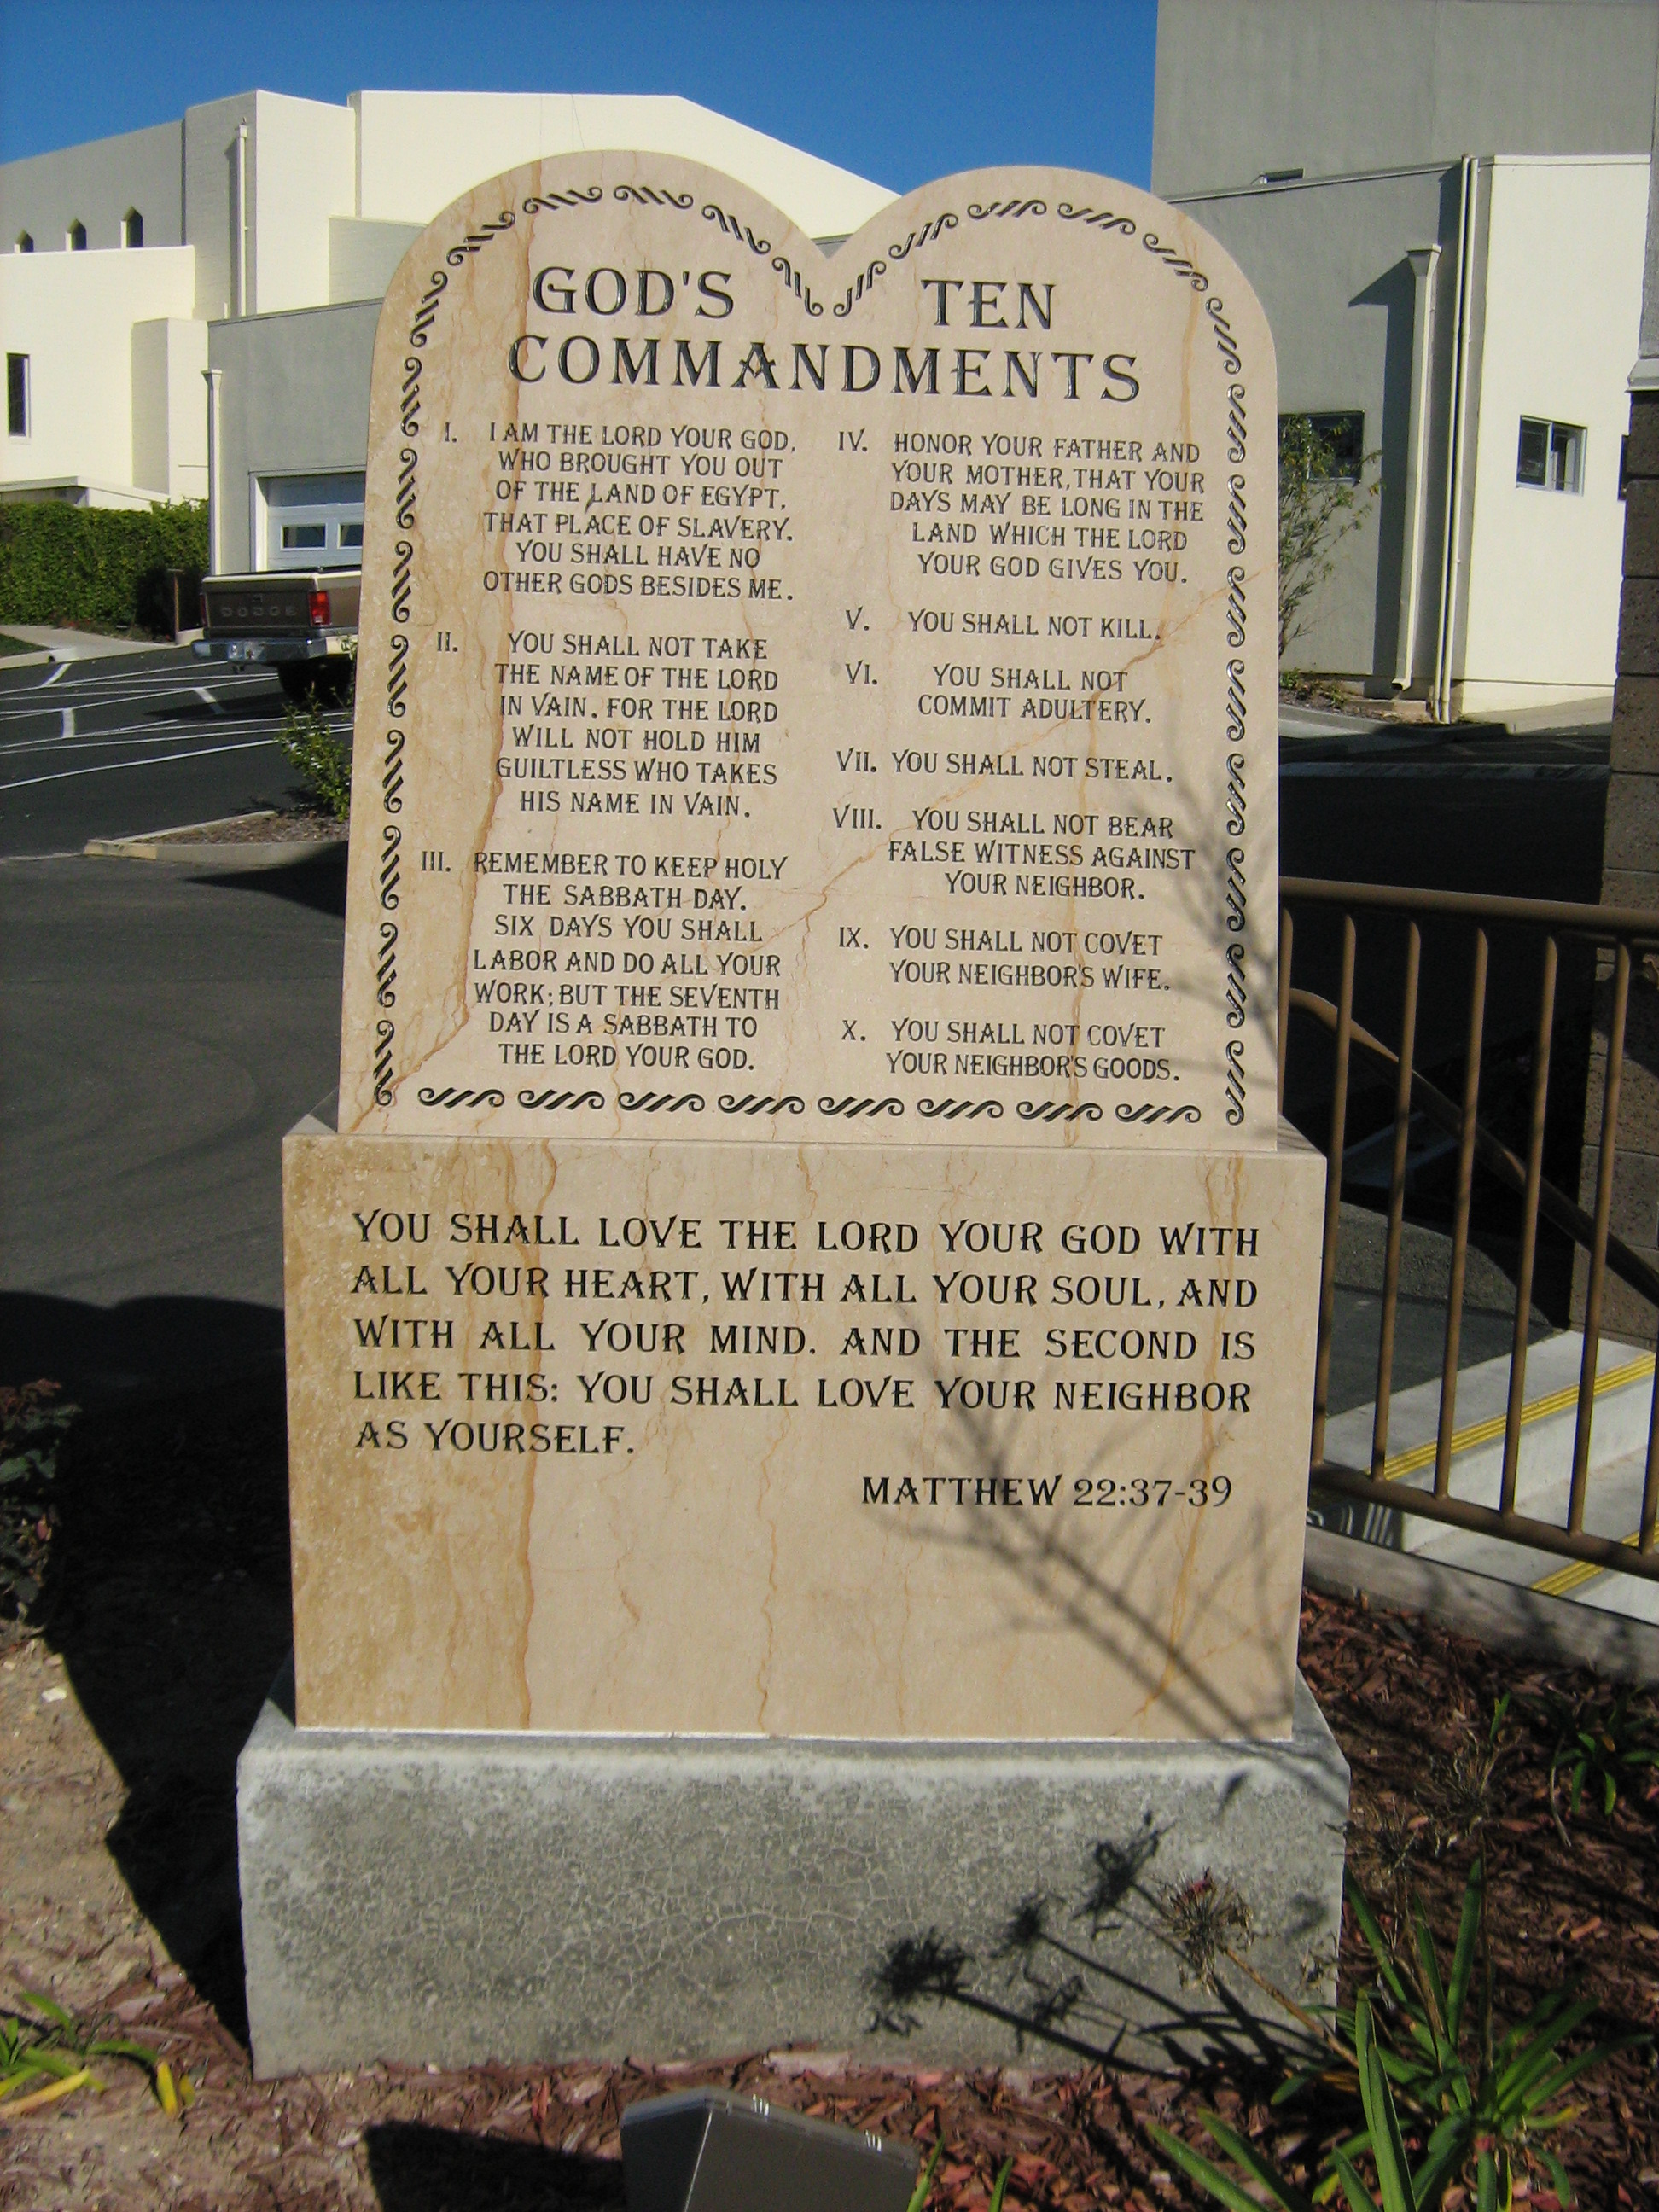 GOD'S TEN
COMMANDMENTS
I. I AM THE LORD YOUR GOD,
WHO BROUGHT YOU OUT
OF THE LAND OF EGYPT,
THAT PLACE OF SLAVERY.
YOU SHALL HAVE NO
OTHER GODS BESIDES ME.
II. YOU SHALL NOT TAKE
THE NAME OF THE LORD
IN VAIN. FOR THE LORD
WILL NOT HOLD HIM
GUILTLESS WHO TAKES
HIS NAME IN VAIN.
III. REMEMBER TO KEEP HOLY
THE SABBATH DAY.
SIX DAYS YOU SHALL
LABOR AND DO ALL YOUR
WORK; BUT THE SEVENTH
DAY IS A SABBATH TO
THE LORD YOUR GOD.
IV. HONOR YOUR FATHER AND
YOUR MOTHER, THAT YOUR
DAYS MAY BE LONG IN THE
LAND WHICH THE LORD
YOUR GOD GIVES YOU.
V. YOU SHALL NOT KILL.
VI. YOU SHALL NOT
COMMIT ADULTERY.
VII. YOU SHALL NOT STEAL.
VIII. YOU SHALL NOT BEAR
FALSE WITNESS AGAINST
YOUR NEIGHBOR.
IX. YOU SHALL NOT COVET
YOUR NEIGHBOR'S WIFE.
X. YOU SHALL NOT COVET
YOUR NEIGHBOR'S GOODS.
YOU SHALL LOVE THE LORD YOUR GOD WITH
ALL YOUR HEART, WITH ALL YOUR SOUL, AND
WITH ALL YOUR MIND. AND THE SECOND IS
LIKE THIS: YOU SHALL LOVE YOUR NEIGHBOR
AS YOURSELF.
MATTHEW 22:37-39
DODGE